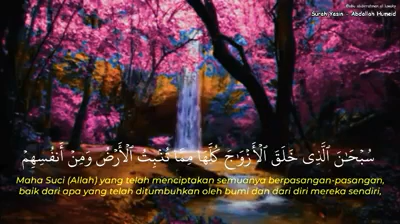 Surah Yasin - Abdallah Humeid
سُبْحَٰنَ ٱلَّذِى خَلَقَ ٱلْأَزْوَٰجَ كُلَّهَا مِمَّا تُنۢبِتُ ٱلْأَرْضُ وَمِنْ أَنفُسِهِمْ
Maha Suci (Allah) yang telah menciptakan semuanya berpasangan-pasangan,
baik dari apa yang telah ditumbuhkan oleh bumi dan dari diri mereka sendiri,